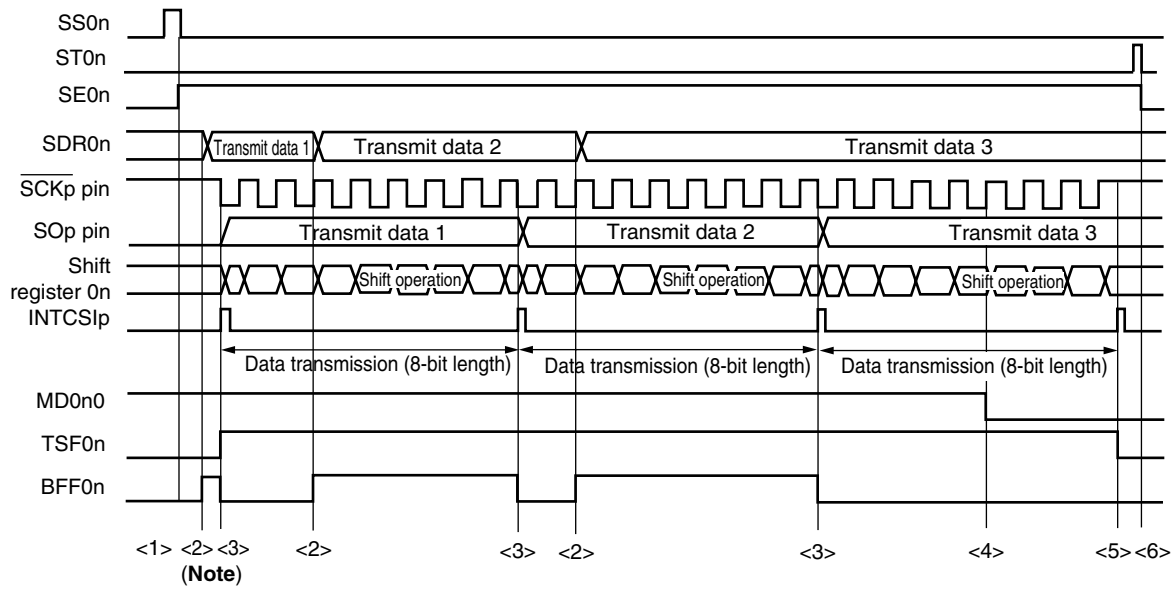 SS0n
ST0n
SE0n
SDR0n
Transmit data 1
Transmit data 2
Transmit data 3
SCKp pin
SOp pin
Transmit data 1
Transmit data 2
Transmit data 3
Shift
register 0n
Shift operation
Shift operation
Shift operation
INTCSIp
Data transmission (8-bit length)
Data transmission (8-bit length)
Data transmission (8-bit length)
MD0n0
TSF0n
BFF0n
<1> <2> <3> <2> <3> <2> <3> <4> <5> <6>
(Note)